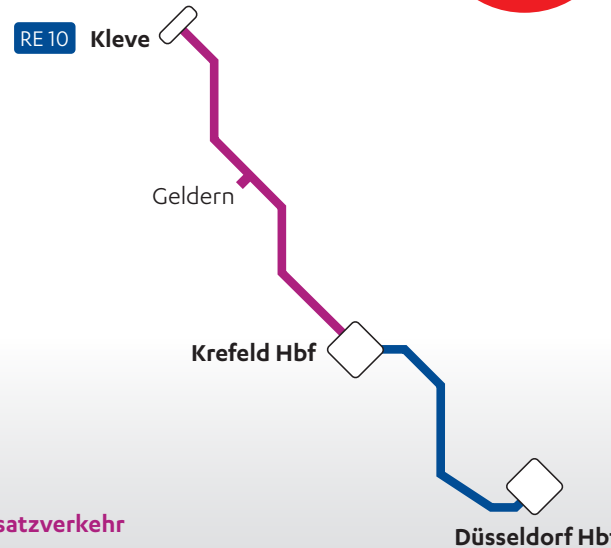 RE 10 Kleve
Geldern
Krefeld Hbf
satzverkehr
Düsseldorf Hbf